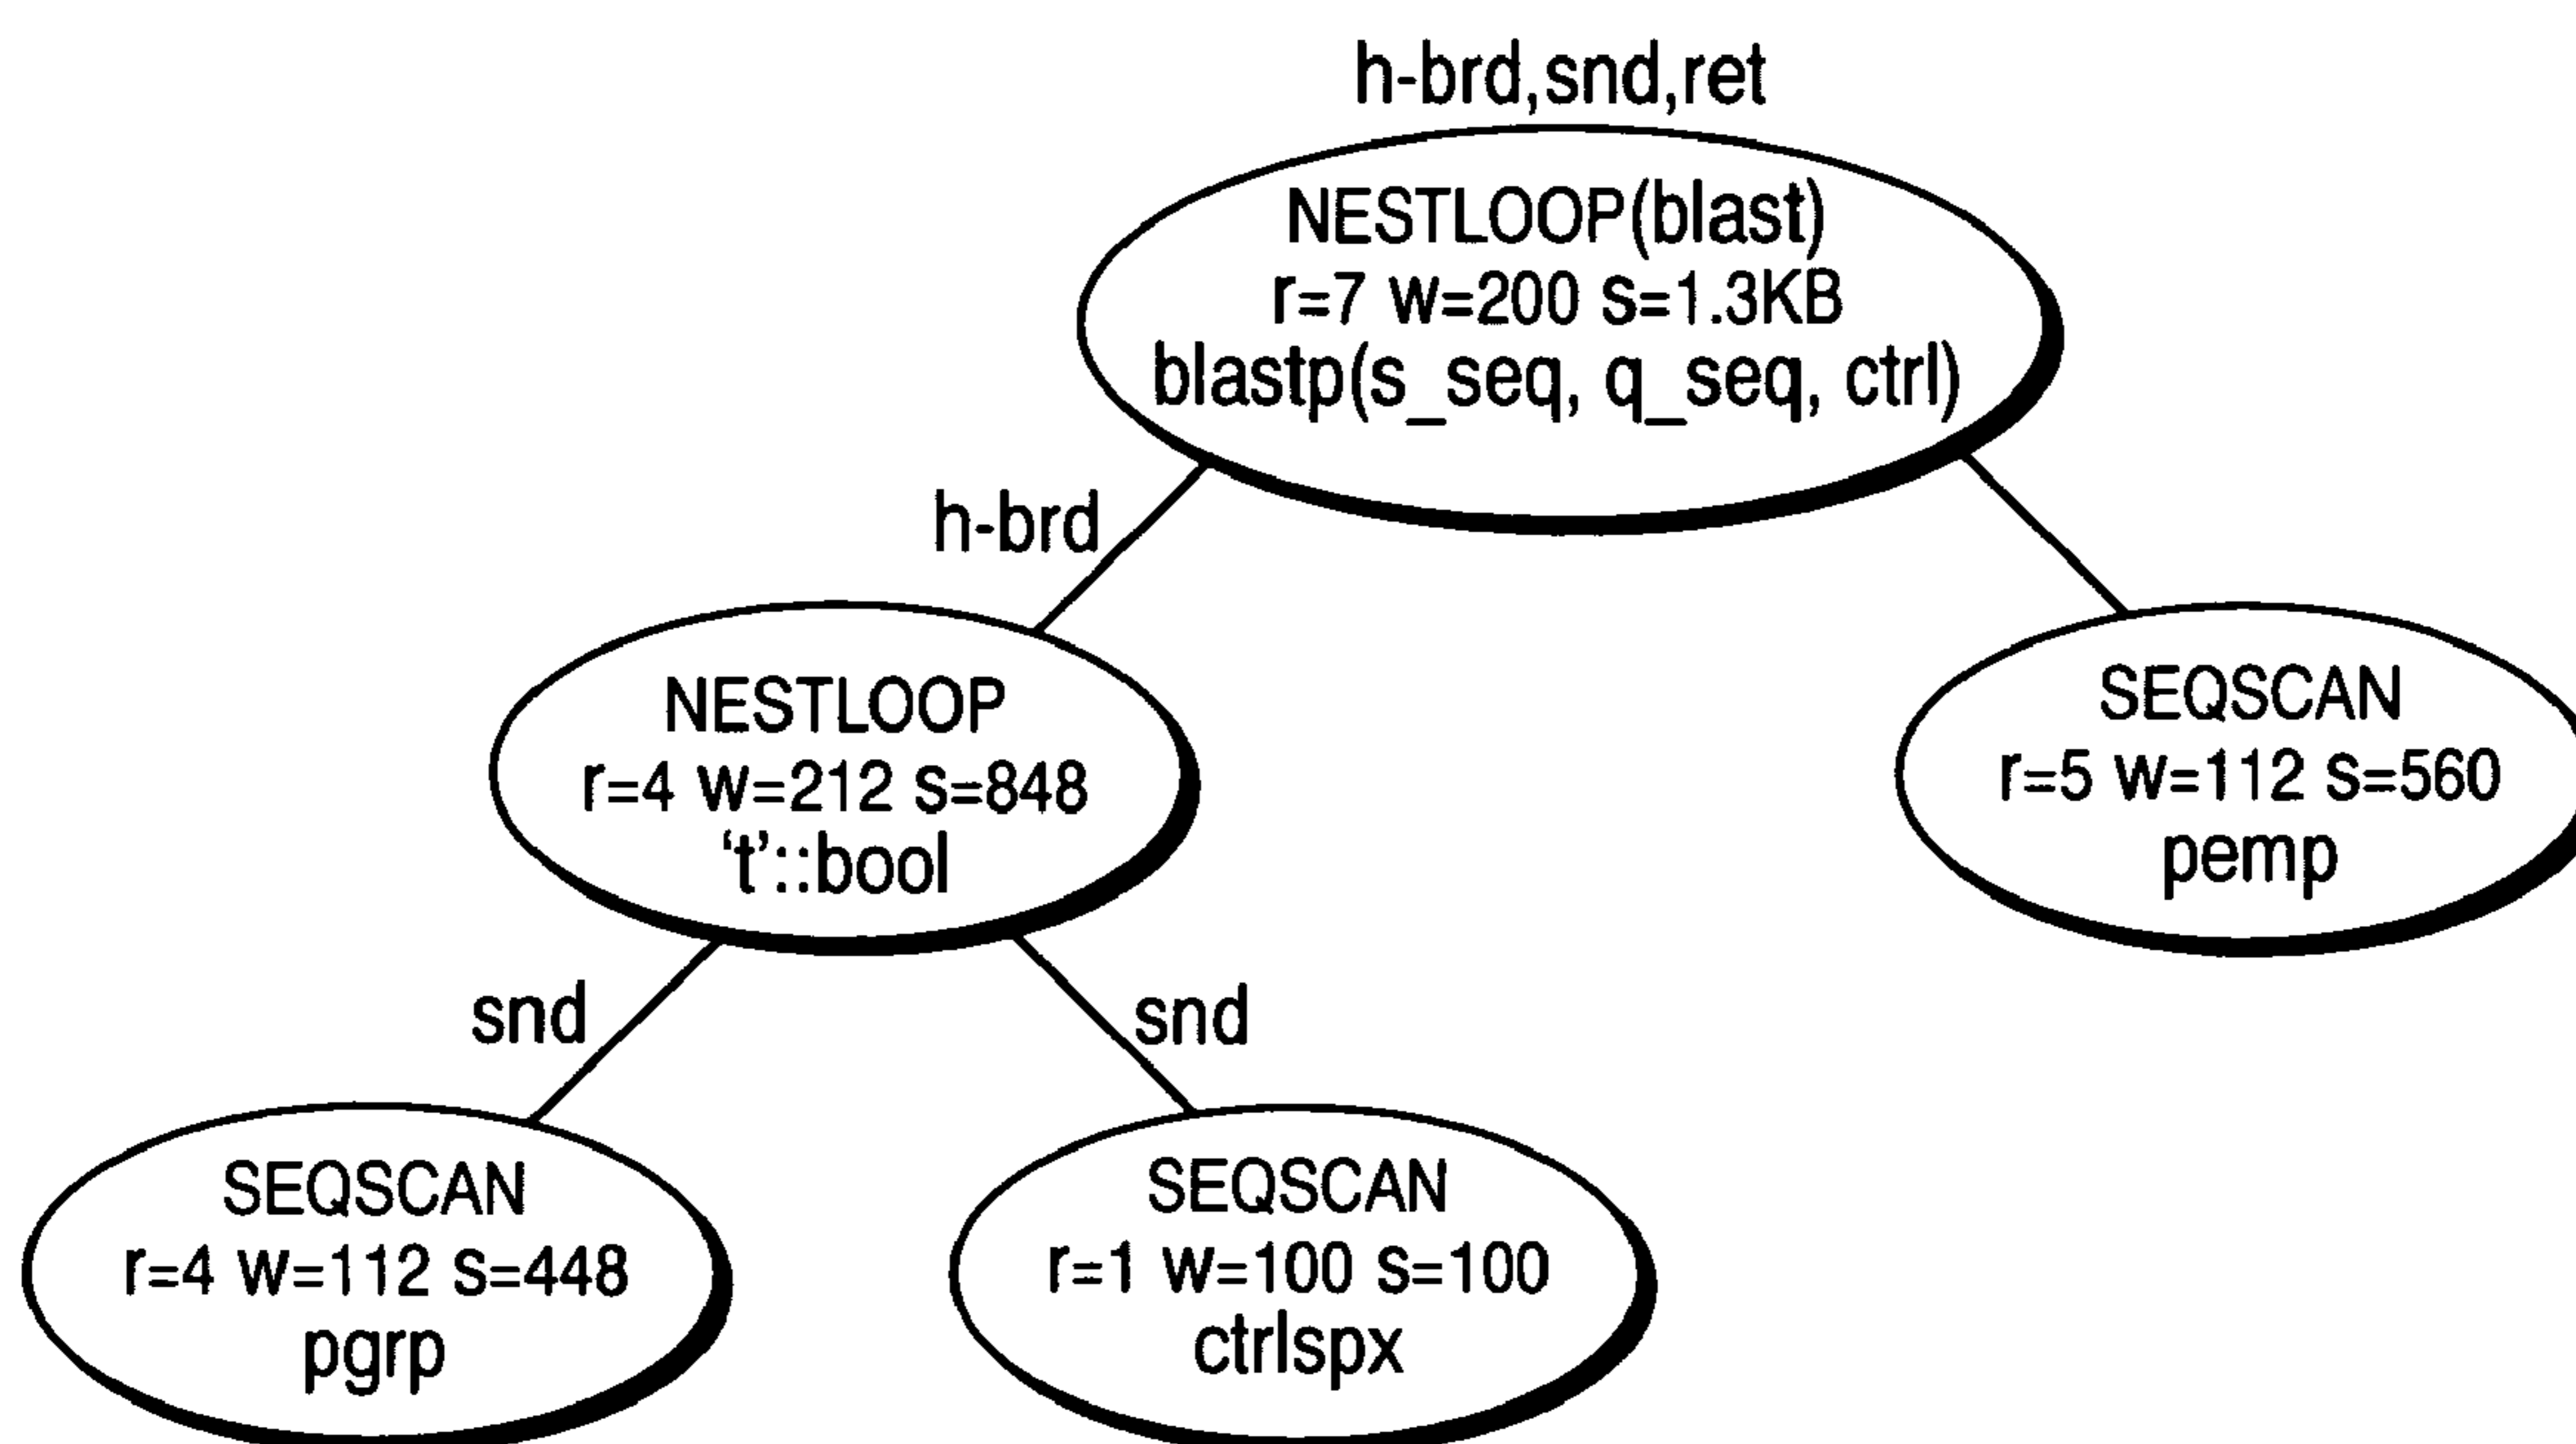 h-brd,snd,ret
NESTLOOP(blast)
r=7 w=200 s=1.3KB
blastp(s_seq, q_seq, ctrl)
h-brd
NESTLOOP
r=4 w=212 s=848
‘t’::bool
SEQSCAN
r=5 w=112 s=560
pemp
snd
snd
SEQSCAN
r=4 w=112 s=448
pgrp
SEQSCAN
r=1 w=100 s=100
ctrlspx